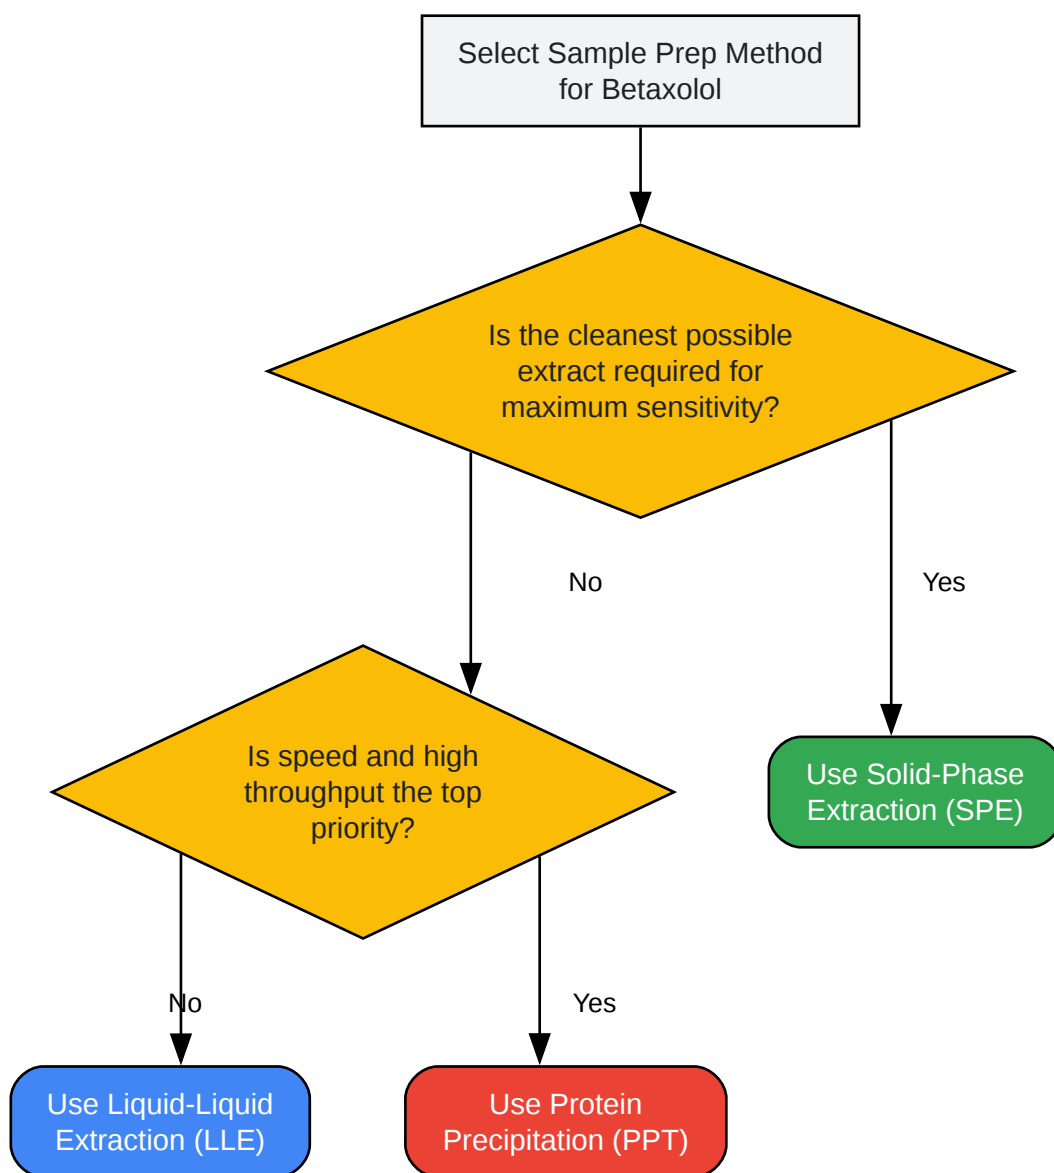 Select Sample Prep Method
for Betaxolol
Is the cleanest possible
extract required for
maximum sensitivity?
No
Yes
Is speed and high
throughput the top
priority?
Use Solid-Phase
Extraction (SPE)
No
Yes
Use Liquid-Liquid
Extraction (LLE)
Use Protein
Precipitation (PPT)